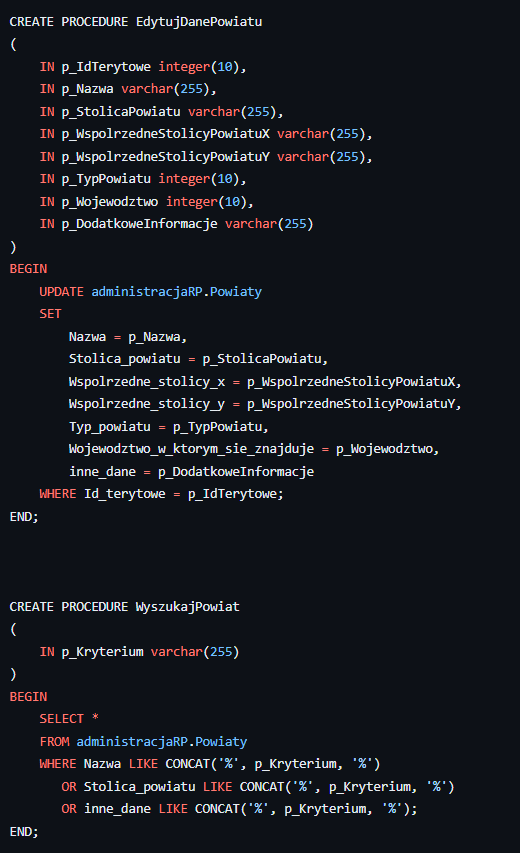 CREATE PROCEDURE EdytujDanePowiatu
(
    IN p_IdTerytowe integer(10),
    IN p_Nazwa varchar(255),
    IN p_StolicaPowiatu varchar(255),
    IN p_WspolrzedneStolicyPowiatuX varchar(255),
    IN p_WspolrzedneStolicyPowiatuY varchar(255),
    IN p_TypPowiatu integer(10),
    IN p_Wojewodztwo integer(10),
    IN p_DodatkoweInformacje varchar(255)
)
BEGIN
    UPDATE administracjaRP.Powiaty
    SET
        Nazwa = p_Nazwa,
        Stolica_powiatu = p_StolicaPowiatu,
        Wspolrzedne_stolicy_x = p_WspolrzedneStolicyPowiatuX,
        Wspolrzedne_stolicy_y = p_WspolrzedneStolicyPowiatuY,
        Typ_powiatu = p_TypPowiatu,
        Wojewodztwo_w_ktorym_sie_znajduje = p_Wojewodztwo,
        inne_dane = p_DodatkoweInformacje
    WHERE Id_terytowe = p_IdTerytowe;
END;

CREATE PROCEDURE WyszukajPowiat
(
    IN p_Kryterium varchar(255)
)
BEGIN
    SELECT *
    FROM administracjaRP.Powiaty
    WHERE Nazwa LIKE CONCAT('%', p_Kryterium, '%')
       OR Stolica_powiatu LIKE CONCAT('%', p_Kryterium, '%')
       OR inne_dane LIKE CONCAT('%', p_Kryterium, '%');
END;